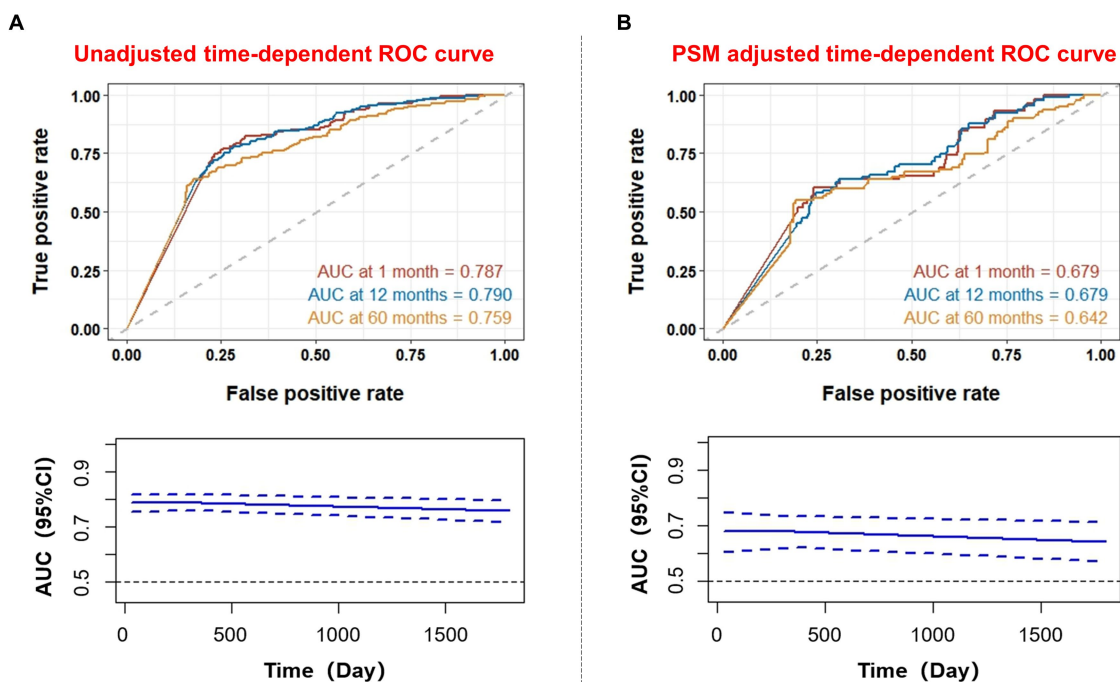 A
Unadjusted time-dependent ROC curve
True positive rate
1.00
0.75
0.50
0.25
0.00
AUC at 1 month = 0.787
AUC at 12 months = 0.790
AUC at 60 months = 0.759
0.00 0.25 0.50 0.75 1.00
False positive rate
AUC (95%CI)
0.9
0.7
0.5
0 500 1000 1500
Time (Day)
B
PSM adjusted time-dependent ROC curve
True positive rate
1.00
0.75
0.50
0.25
0.00
AUC at 1 month = 0.679
AUC at 12 months = 0.679
AUC at 60 months = 0.642
0.00 0.25 0.50 0.75 1.00
False positive rate
AUC (95%CI)
0.9
0.7
0.5
0 500 1000 1500
Time (Day)